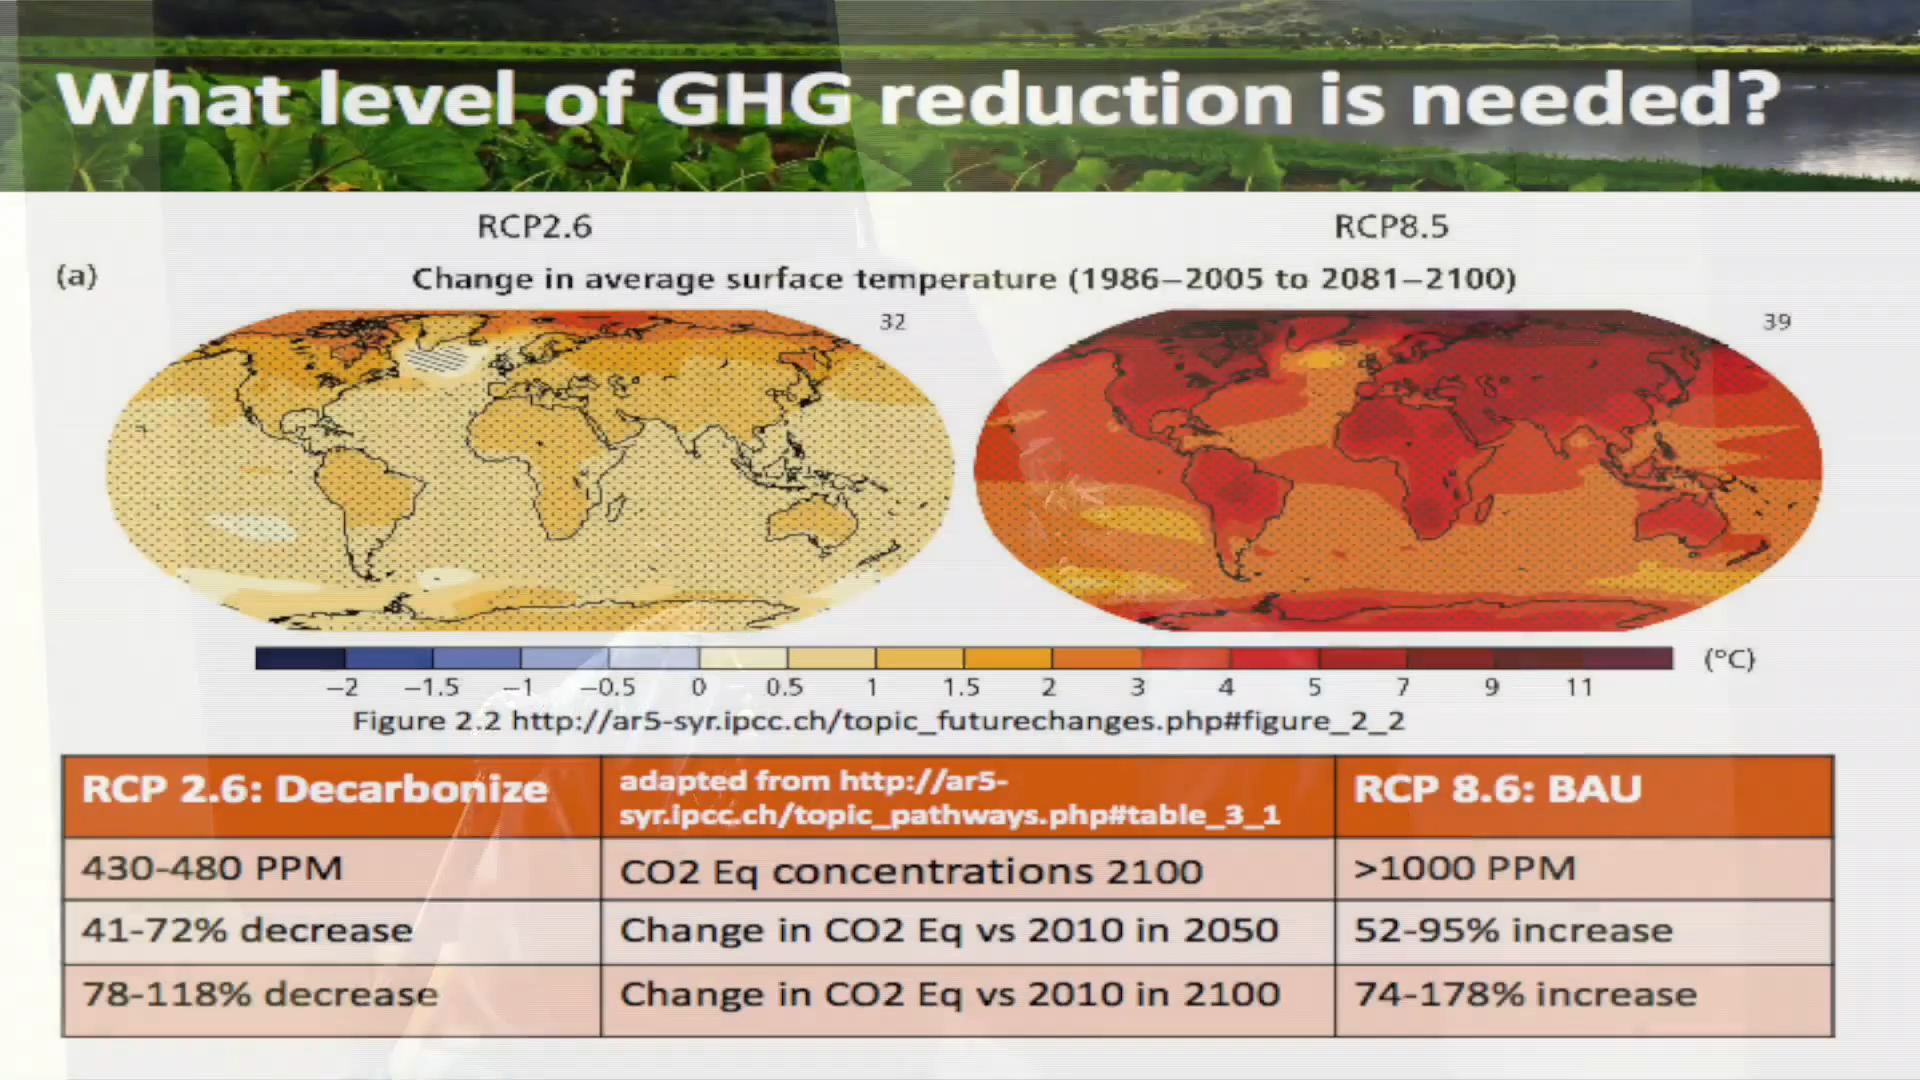 What level of GHG reduction is needed?
RCP2.6
RCP8.5
(a)
Change in average surface temperature (1986–2005 to 2081–2100)
32
39
−2 −1.5 −1 −0.5 0 0.5 1 1.5 2 3 4 5 7 9 11
(°C)
Figure 2.2 http://ar5-syr.ipcc.ch/topic_futurechanges.php#figure_2_2
RCP 2.6: Decarbonize
adapted from http://ar5-
syr.ipcc.ch/topic_pathways.php#table_3_1
RCP 8.6: BAU
430-480 PPM
CO2 Eq concentrations 2100
>1000 PPM
41-72% decrease
Change in CO2 Eq vs 2010 in 2050
52-95% increase
78-118% decrease
Change in CO2 Eq vs 2010 in 2100
74-178% increase